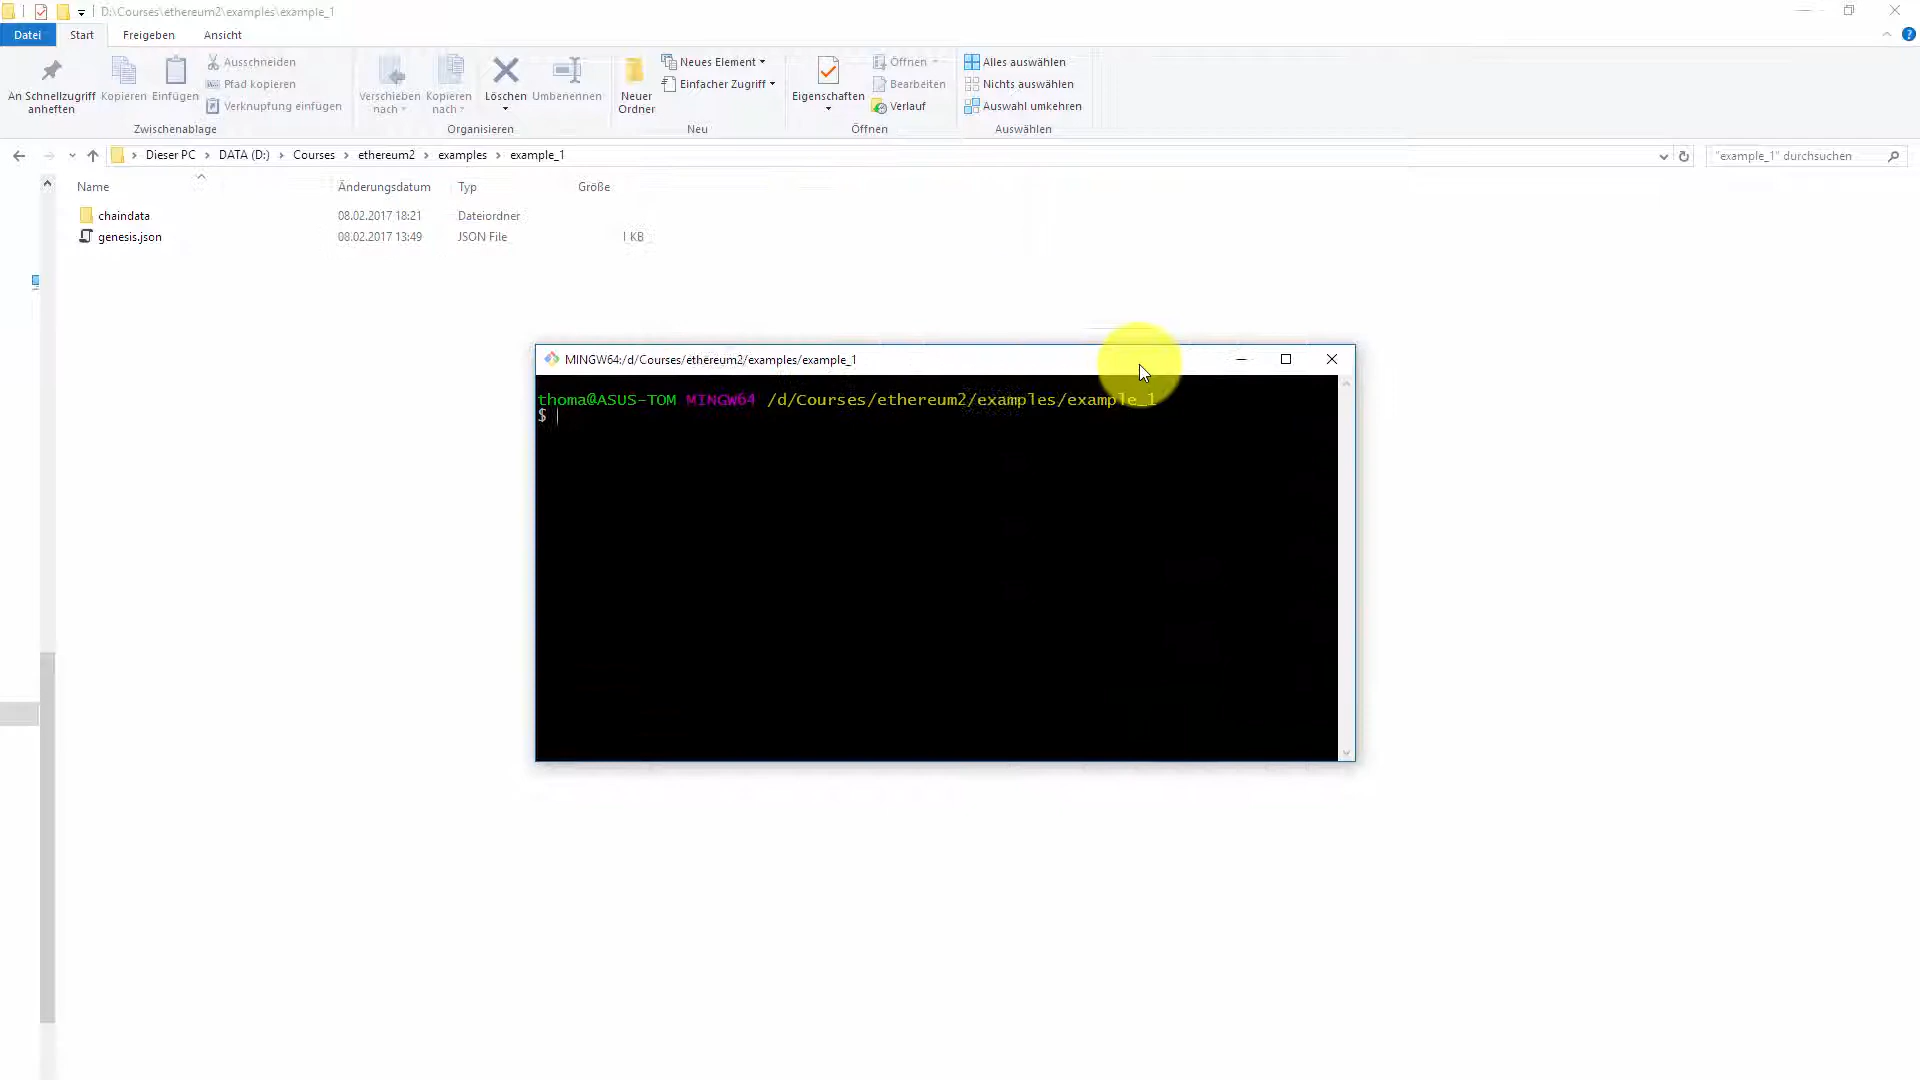 D:\Courses\ethereum2\examples\example_1
Datei Start Freigeben Ansicht
An Schnellzugriff anheften
Kopieren
Einfügen
Ausschneiden
Pfad kopieren
Verknüpfung einfügen
Zwischenablage
Verschieben nach
Kopieren nach
Löschen
Umbenennen
Organisieren
Neuer Ordner
Neues Element
Einfacher Zugriff
Neu
Eigenschaften
Öffnen
Bearbeiten
Verlauf
Öffnen
Alles auswählen
Nichts auswählen
Auswahl umkehren
Auswählen
Dieser PC > DATA (D:) > Courses > ethereum2 > examples > example_1
"example_1" durchsuchen
Name Änderungsdatum Typ Größe
chaindata 08.02.2017 18:21 Dateiordner
genesis.json 08.02.2017 13:49 JSON File 1 KB
MINGW64:/d/Courses/ethereum2/examples/example_1
thoma@ASUS-TOM MINGW64 /d/Courses/ethereum2/examples/example_1
$